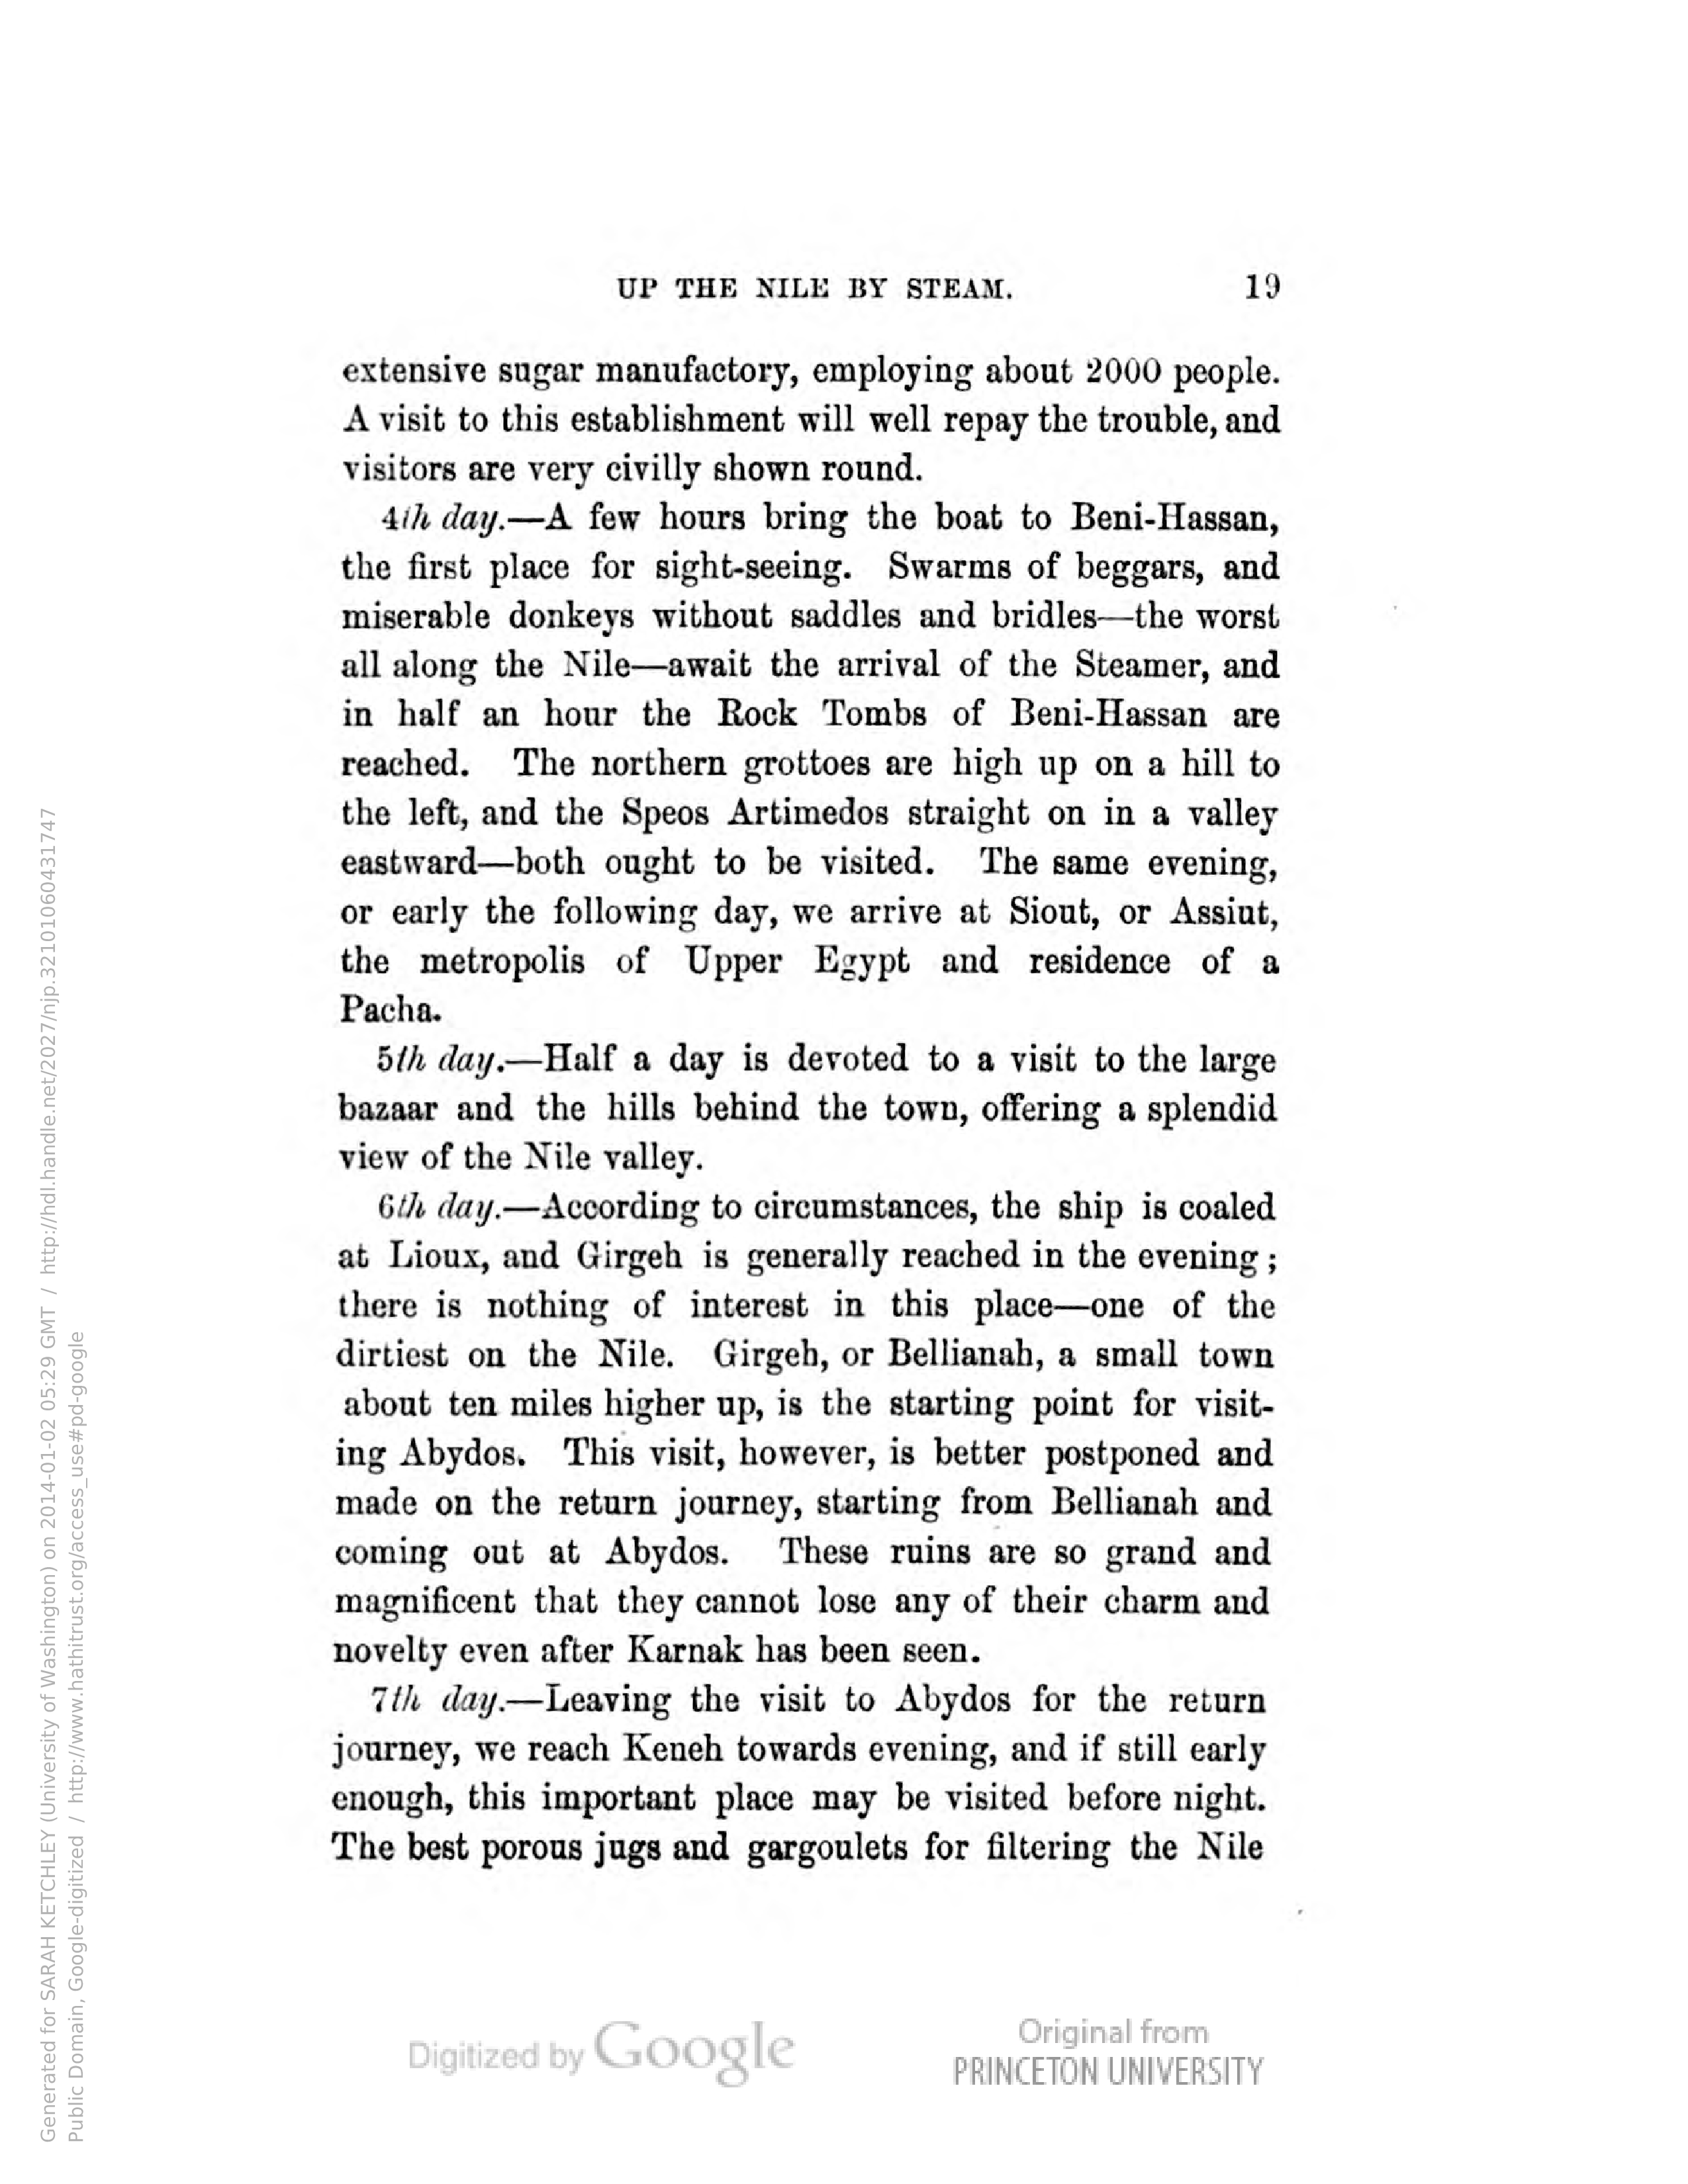 UP THE NILE BY STEAM. 19
extensive sugar manufactory, employing about 2000 people.
A visit to this establishment will well repay the trouble, and
visitors are very civilly shown round.
4th day.—A few hours bring the boat to Beni-Hassan,
the first place for sight-seeing. Swarms of beggars, and
miserable donkeys without saddles and bridles—the worst
all along the Nile—await the arrival of the Steamer, and
in half an hour the Rock Tombs of Beni-Hassan are
reached. The northern grottoes are high up on a hill to
the left, and the Speos Artimedos straight on in a valley
eastward—both ought to be visited. The same evening,
or early the following day, we arrive at Siout, or Assiut,
the metropolis of Upper Egypt and residence of a
Pacha.
5th day.—Half a day is devoted to a visit to the large
bazaar and the hills behind the town, offering a splendid
view of the Nile valley.
6th day.—According to circumstances, the ship is coaled
at Lioux, and Girgeh is generally reached in the evening;
there is nothing of interest in this place—one of the
dirtiest on the Nile. Girgeh, or Bellianah, a small town
about ten miles higher up, is the starting point for visit-
ing Abydos. This visit, however, is better postponed and
made on the return journey, starting from Bellianah and
coming out at Abydos. These ruins are so grand and
magnificent that they cannot lose any of their charm and
novelty even after Karnak has been seen.
7th day.—Leaving the visit to Abydos for the return
journey, we reach Keneh towards evening, and if still early
enough, this important place may be visited before night.
The best porous jugs and gargoulets for filtering the Nile
Digitized by Google
Original from
PRINCETON UNIVERSITY
Generated for SARAH KETCHLEY (University of Washington) on 2014-01-02 05:29 GMT / http://hdl.handle.net/2027/njp.32101060431747
Public Domain, Google-digitized / http://www.hathitrust.org/access_use#pd-google